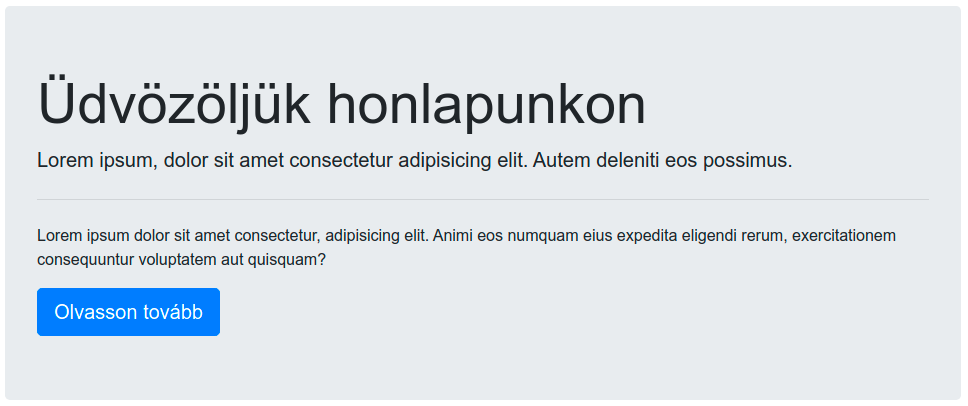 Üdvözöljük honlapunkon
Lorem ipsum, dolor sit amet consectetur adipisicing elit. Autem deleniti eos possimus.
Lorem ipsum dolor sit amet consectetur, adipisicing elit. Animi eos numquam eius expedita eligendi rerum, exercitationem
consequuntur voluptatem aut quisquam?
Olvasson tovább